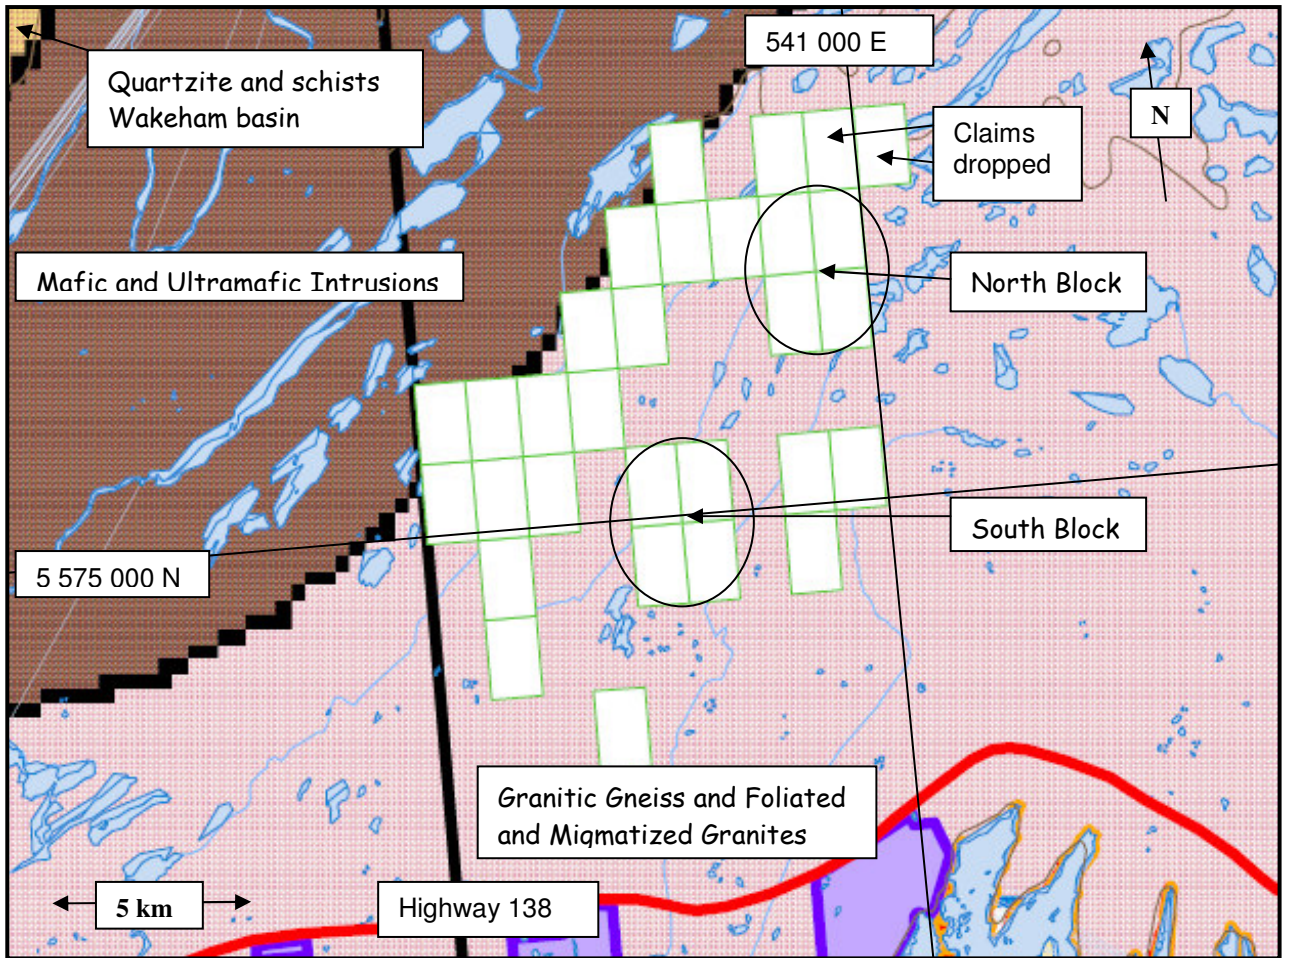 541 000 E
Quartzite and schists
Wakeham basin
N
Claims
dropped
Mafic and Ultramafic Intrusions
North Block
South Block
5 575 000 N
Granitic Gneiss and Foliated
and Migmatized Granites
5 km
Highway 138